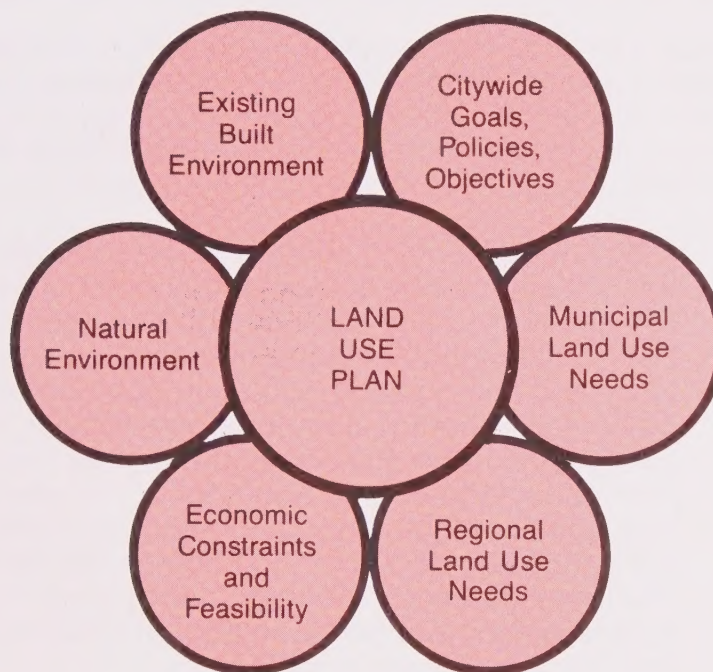 Existing
Built
Environment
Citywide
Goals,
Policies,
Objectives
Natural
Environment
LAND
USE
PLAN
Municipal
Land Use
Needs
Economic
Constraints
and
Feasibility
Regional
Land Use
Needs